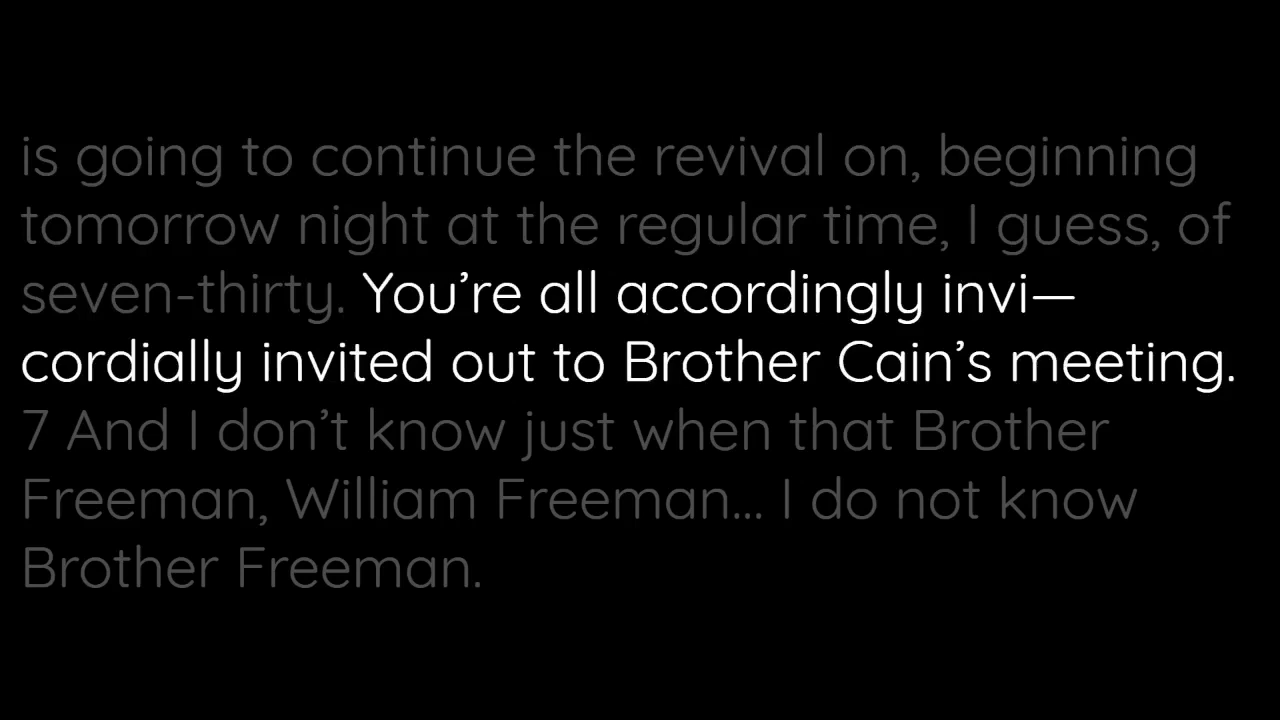 is going to continue the revival on, beginning
tomorrow night at the regular time, I guess, of
seven-thirty. You’re all accordingly invi—
cordially invited out to Brother Cain’s meeting.
7 And I don’t know just when that Brother
Freeman, William Freeman... I do not know
Brother Freeman.